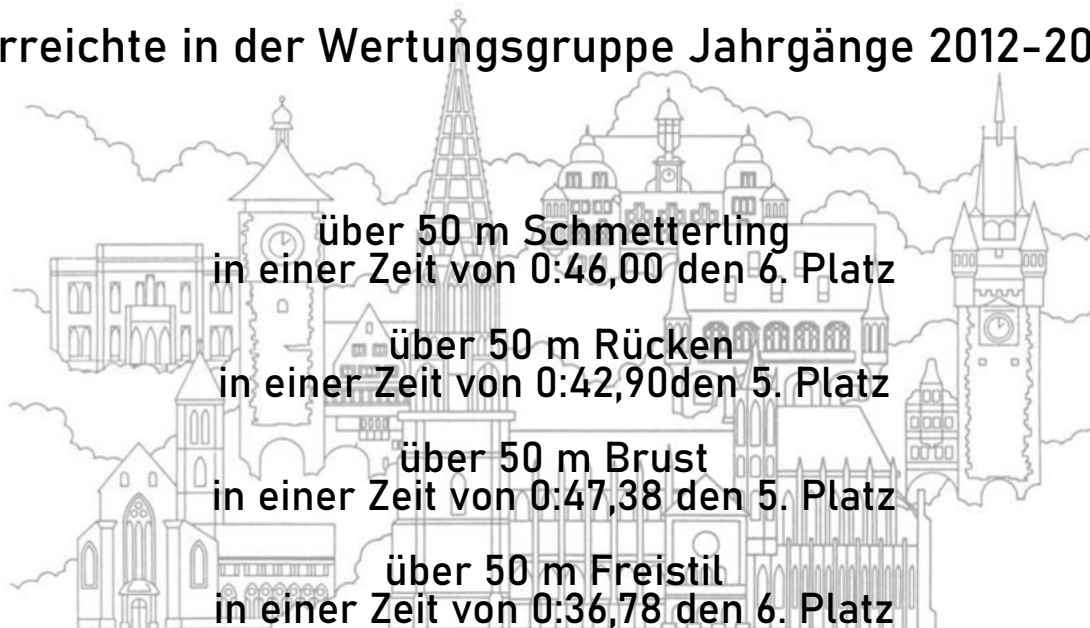 rreichte in der Wertungsgruppe Jahrgänge 2012-20
über 50 m Schmetterling
in einer Zeit von 0:46,00 den 6. Platz
über 50 m Rücken
in einer Zeit von 0:42,90den 5. Platz
über 50 m Brust
in einer Zeit von 0:47,38 den 5. Platz
über 50 m Freistil
in einer Zeit von 0:36,78 den 6. Platz